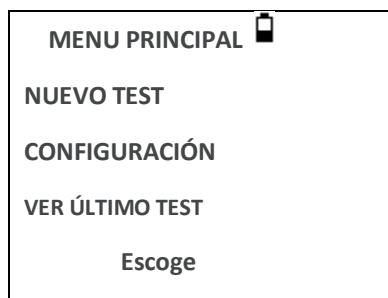 MENU PRINCIPAL
NUEVO TEST
CONFIGURACIÓN
VER ÚLTIMO TEST
Escoge